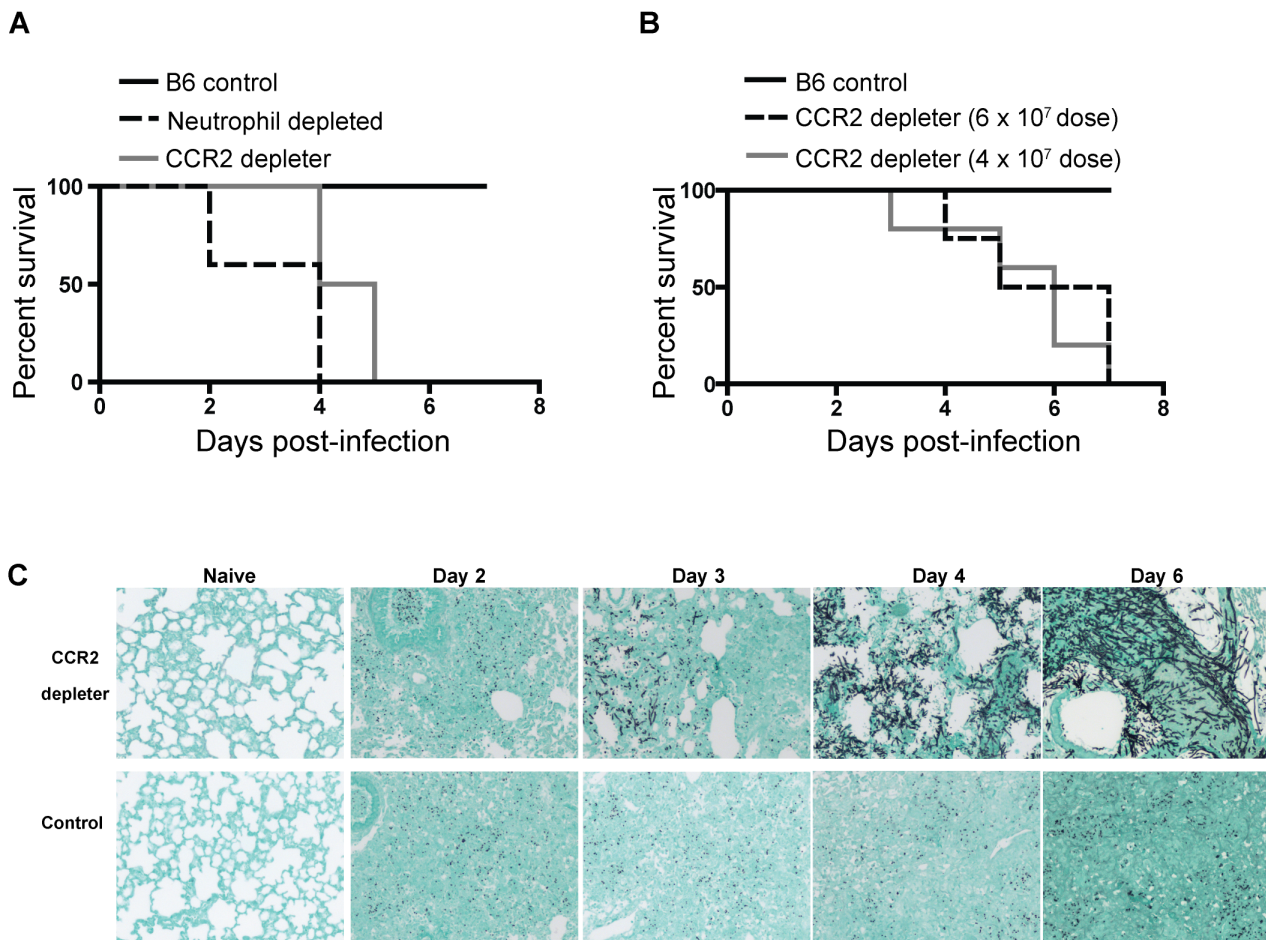 A
B6 control
Neutrophil depleted
CCR2 depleter
Percent survival
100
50
0
0 2 4 6 8
Days post-infection
B
B6 control
CCR2 depleter (6 x 10⁷ dose)
CCR2 depleter (4 x 10⁷ dose)
Percent survival
100
50
0
0 2 4 6 8
Days post-infection
C
Naive Day 2 Day 3 Day 4 Day 6
CCR2
depleter
Control